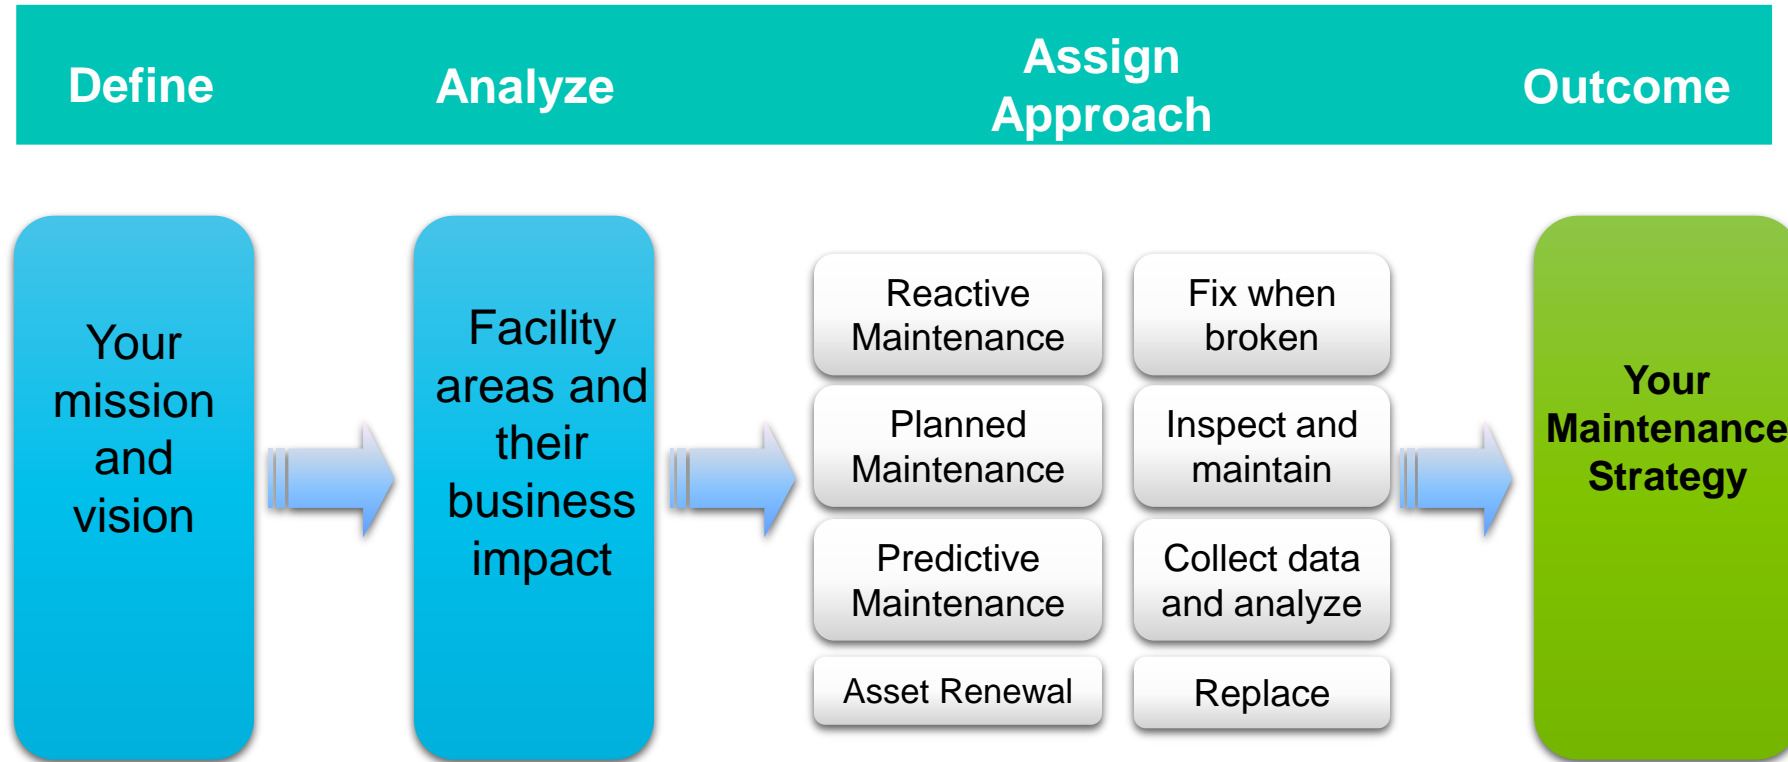 Define
Analyze
Assign
Approach
Outcome
Your
mission
and
vision
Facility
areas and
their
business
impact
Reactive
Maintenance
Fix when
broken
Planned
Maintenance
Inspect and
maintain
Predictive
Maintenance
Collect data
and analyze
Asset Renewal
Replace
Your
Maintenance
Strategy